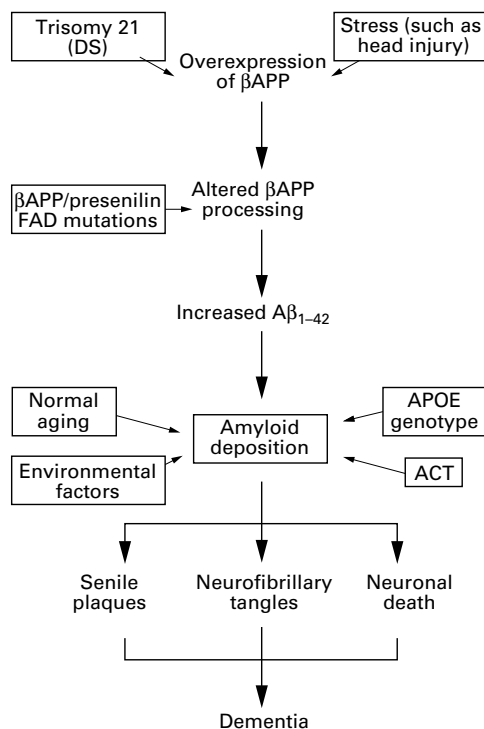 Trisomy 21
(DS)
Stress (such as
head injury)
Overexpression
of βAPP
βAPP/presenilin
FAD mutations
Altered βAPP
processing
Increased Aβ₁₋₄₂
Normal
aging
Environmental
factors
Amyloid
deposition
APOE
genotype
ACT
Senile
plaques
Neurofibrillary
tangles
Neuronal
death
Dementia